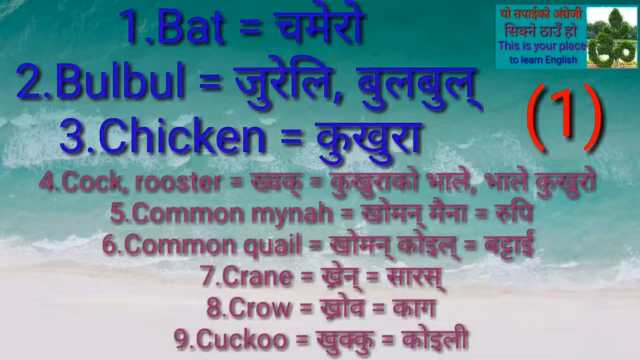 1.Bat = चमेरो
2.Bulbul = जुरेलि, बुलबुल्
3.Chicken = कुखुरा
(1)
4.Cock, rooster = ख्वक् = कुखुराको भाले, भाले कुखुरो
5.Common mynah = खोमन् मैना = रुपि
6.Common quail = खोमन् कोइल् = बट्टाई
7.Crane = ख्रेन् = सारस्
8.Crow = ख्रोव = काग
9.Cuckoo = खुक्कु = कोइली
यो तपाईको अंग्रेजी
सिक्ने ठाउँ हो
This is your place
to learn English